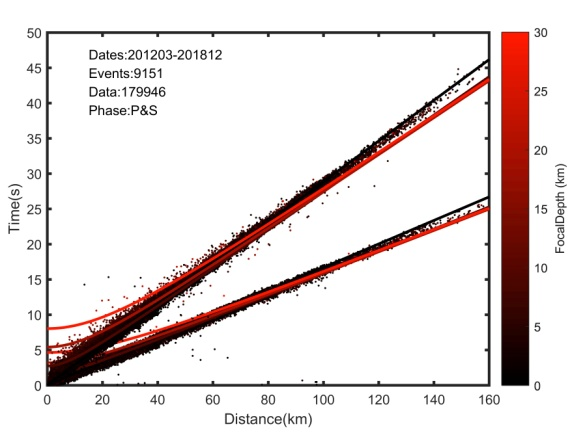 Dates:201203-201812
Events:9151
Data:179946
Phase:P&S
50
45
40
35
30
25
20
15
10
5
0
Time(s)
0 20 40 60 80 100 120 140 160
Distance(km)
30
25
20
15
10
5
0
FocalDepth (km)